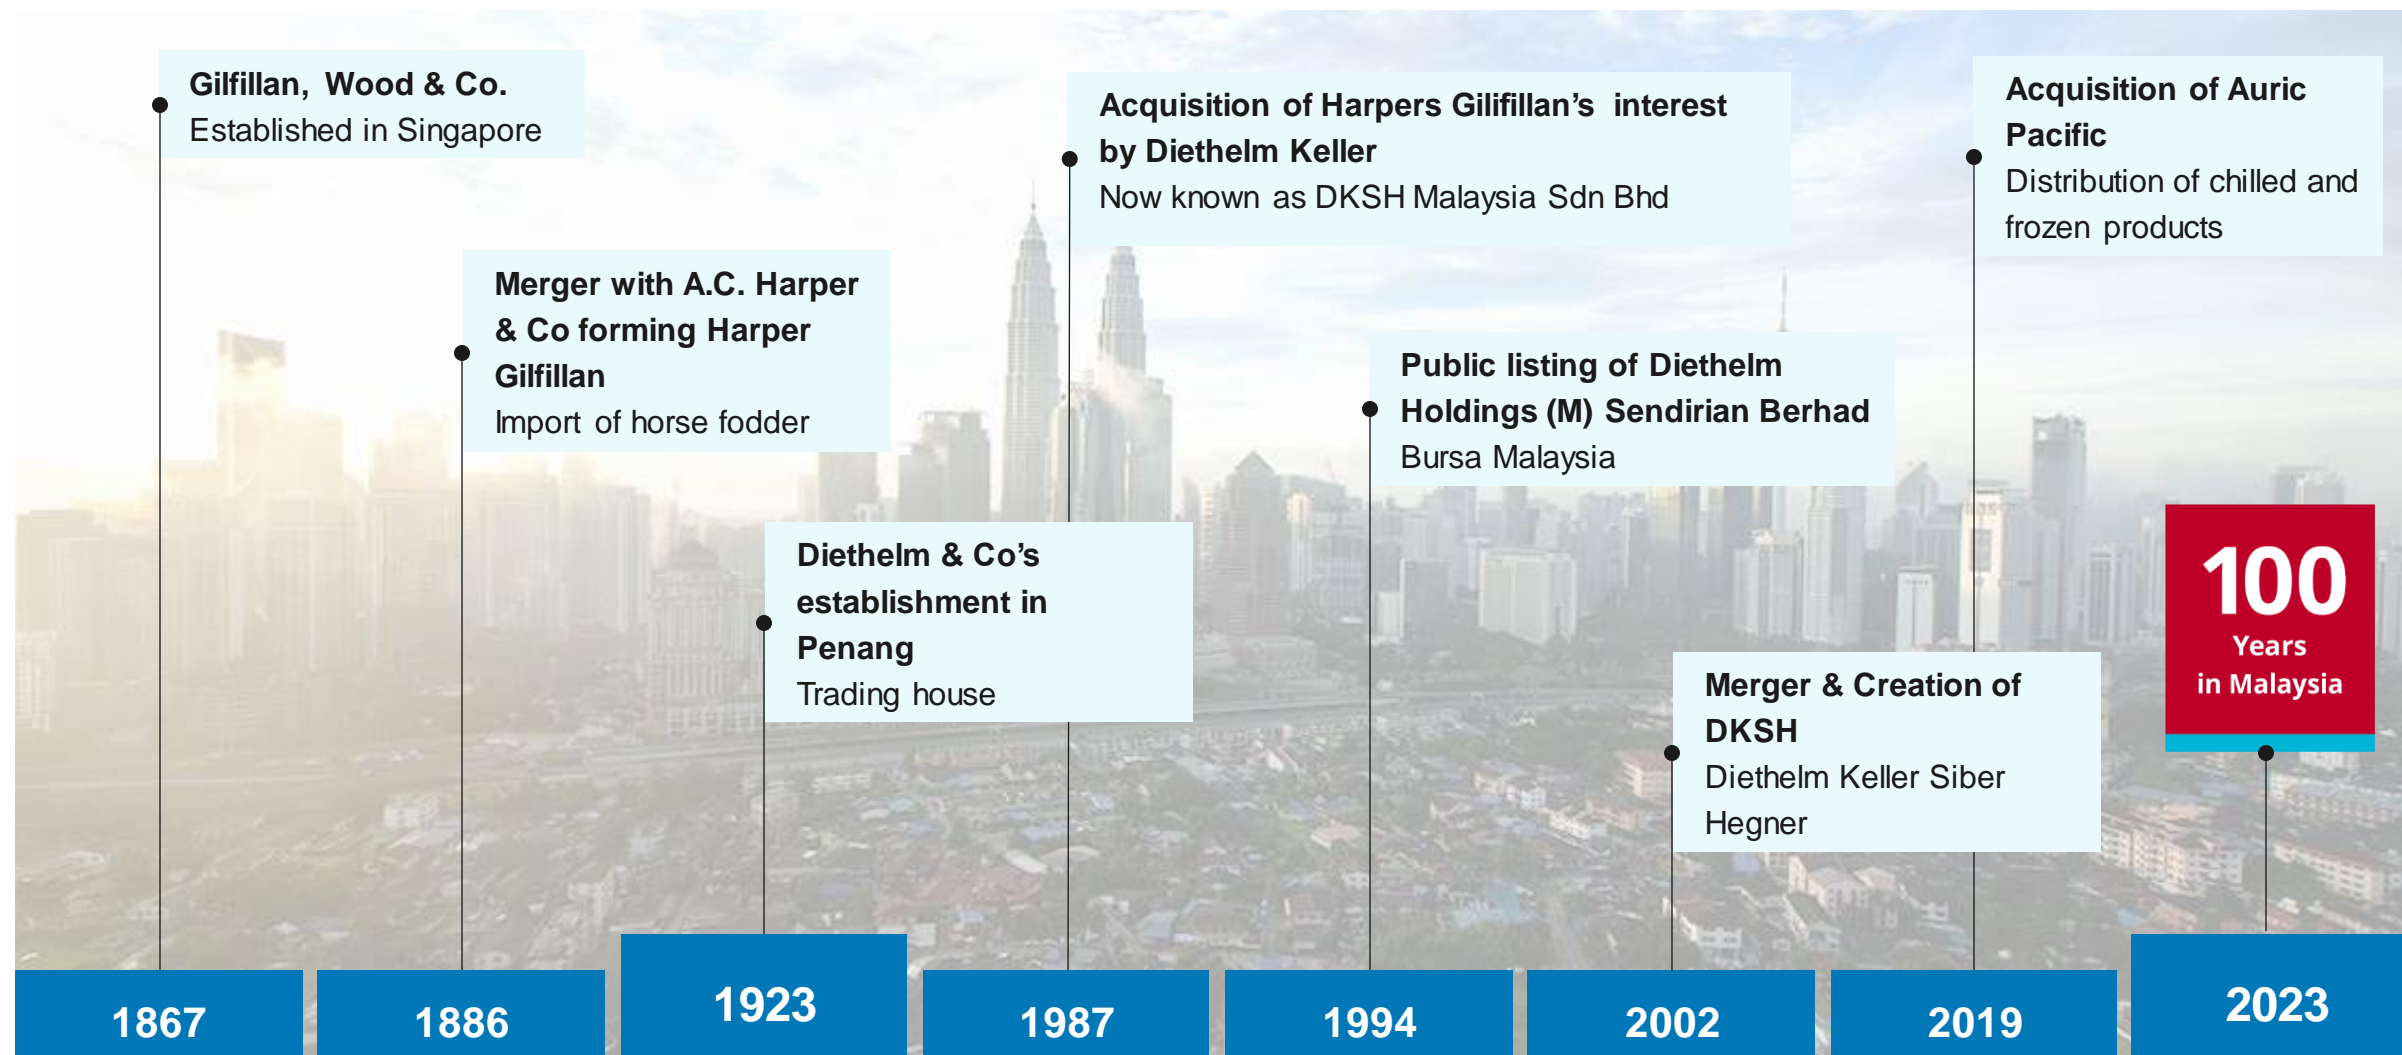 Gilfillan, Wood & Co.
Established in Singapore
Merger with A.C. Harper
& Co forming Harper
Gilfillan
Import of horse fodder
Diethelm & Co’s
establishment in
Penang
Trading house
Acquisition of Harpers Gilifillan’s interest
by Diethelm Keller
Now known as DKSH Malaysia Sdn Bhd
Public listing of Diethelm
Holdings (M) Sendirian Berhad
Bursa Malaysia
Merger & Creation of
DKSH
Diethelm Keller Siber
Hegner
Acquisition of Auric
Pacific
Distribution of chilled and
frozen products
100
Years
in Malaysia
1867
1886
1923
1987
1994
2002
2019
2023